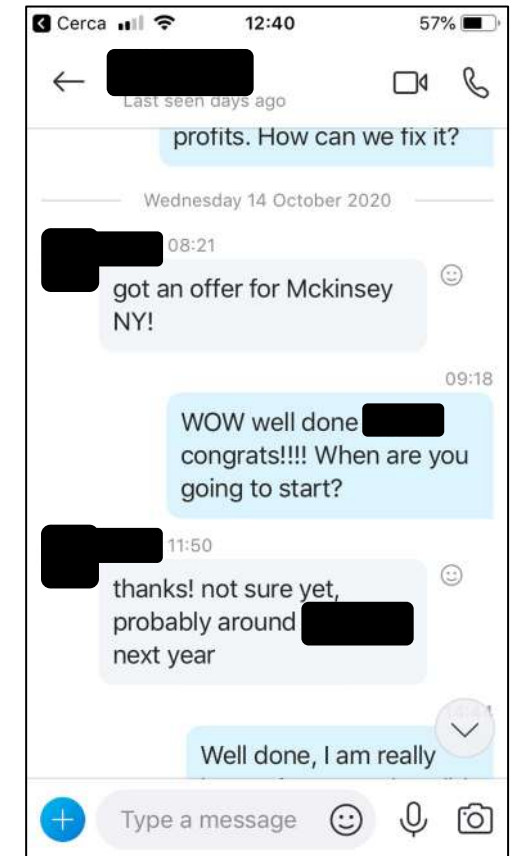 Cerca 12:40 57%
Last seen days ago
profits. How can we fix it?
Wednesday 14 October 2020
08:21
got an offer for Mckinsey
NY!
09:18
WOW well done
congrats!!!! When are you
going to start?
11:50
thanks! not sure yet,
probably around
next year
Well done, I am really
Type a message